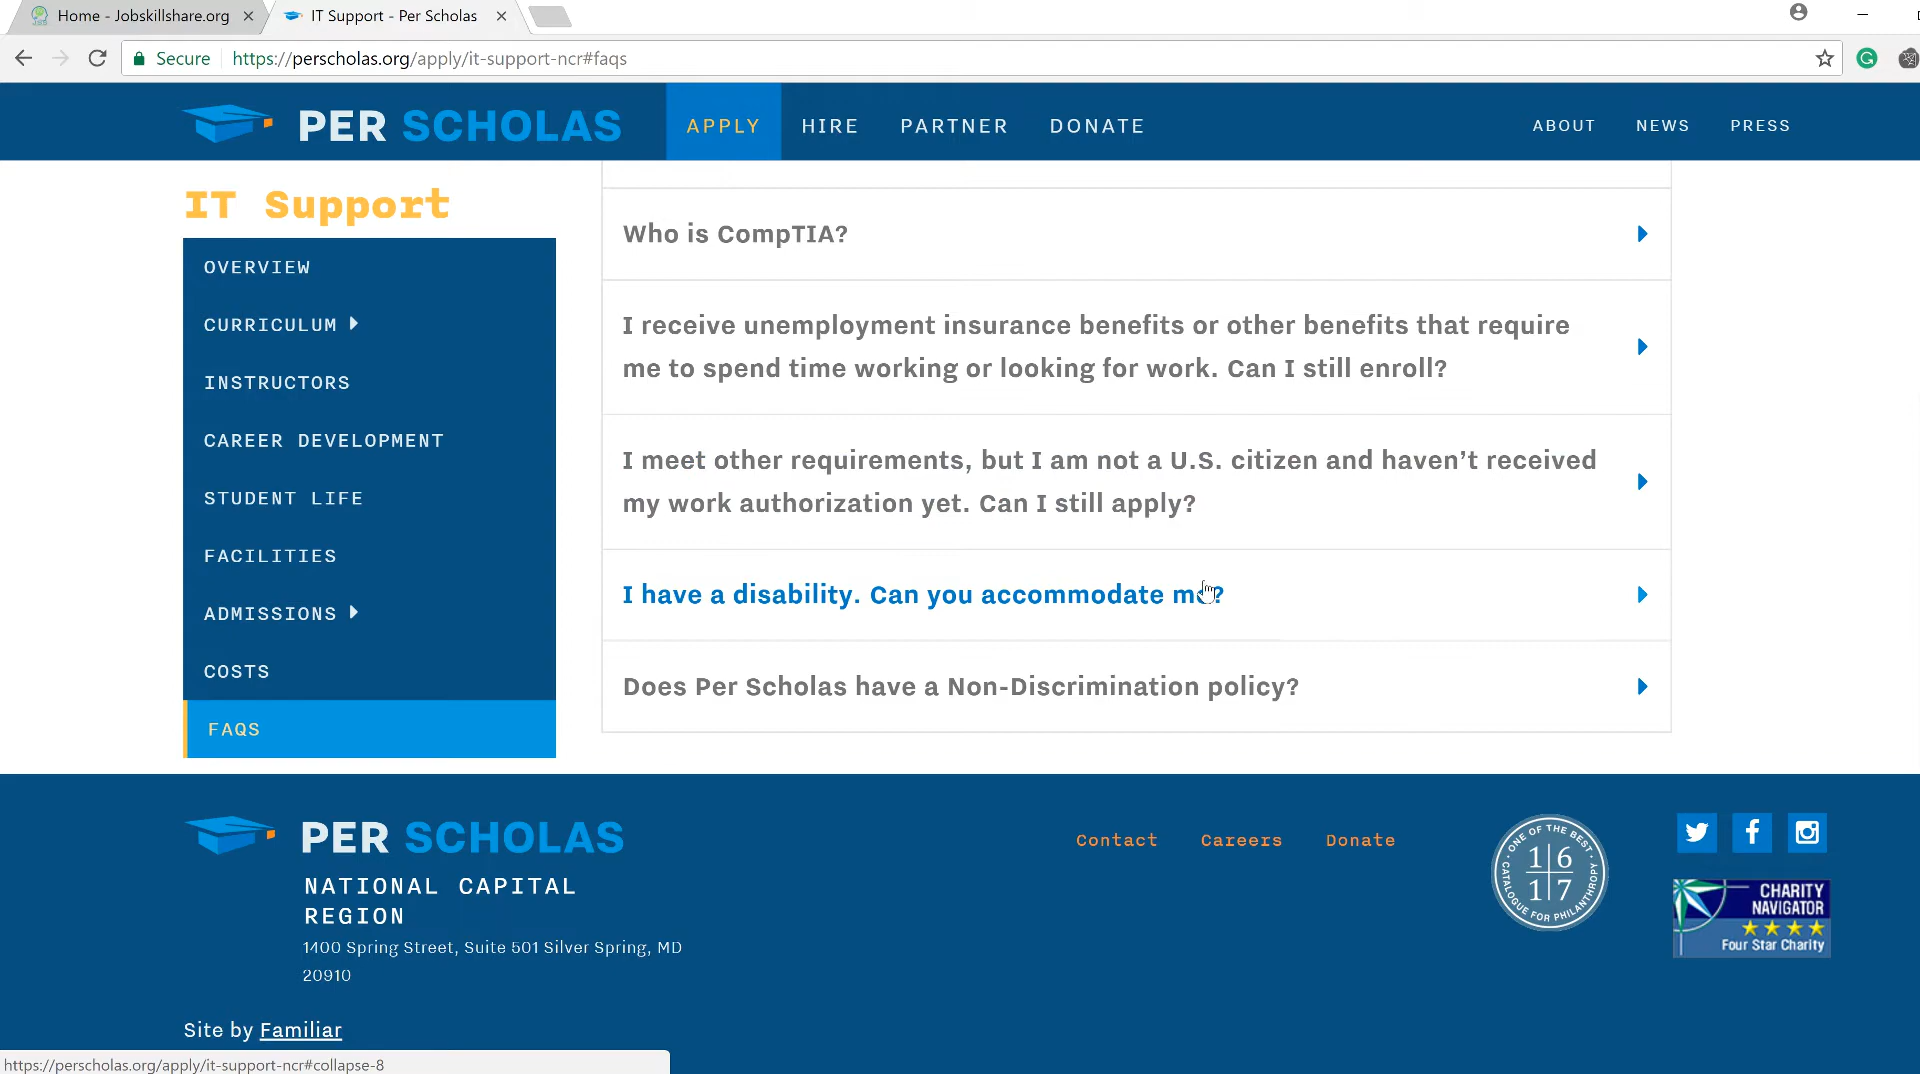 Home - Jobskillshare.org
IT Support - Per Scholas
Secure
https://perscholas.org/apply/it-support-ncr#faqs
PER SCHOLAS
APPLY
HIRE
PARTNER
DONATE
ABOUT
NEWS
PRESS
IT Support
OVERVIEW
CURRICULUM
INSTRUCTORS
CAREER DEVELOPMENT
STUDENT LIFE
FACILITIES
ADMISSIONS
COSTS
FAQS
Who is CompTIA?
I receive unemployment insurance benefits or other benefits that require
me to spend time working or looking for work. Can I still enroll?
I meet other requirements, but I am not a U.S. citizen and haven’t received
my work authorization yet. Can I still apply?
I have a disability. Can you accommodate me?
Does Per Scholas have a Non-Discrimination policy?
PER SCHOLAS
NATIONAL CAPITAL
REGION
1400 Spring Street, Suite 501 Silver Spring, MD
20910
Contact
Careers
Donate
· ONE OF THE BEST ·
16
17
CATALOGUE FOR PHILANTHROPY
CHARITY
NAVIGATOR
Four Star Charity
Site by Familiar
https://perscholas.org/apply/it-support-ncr#collapse-8